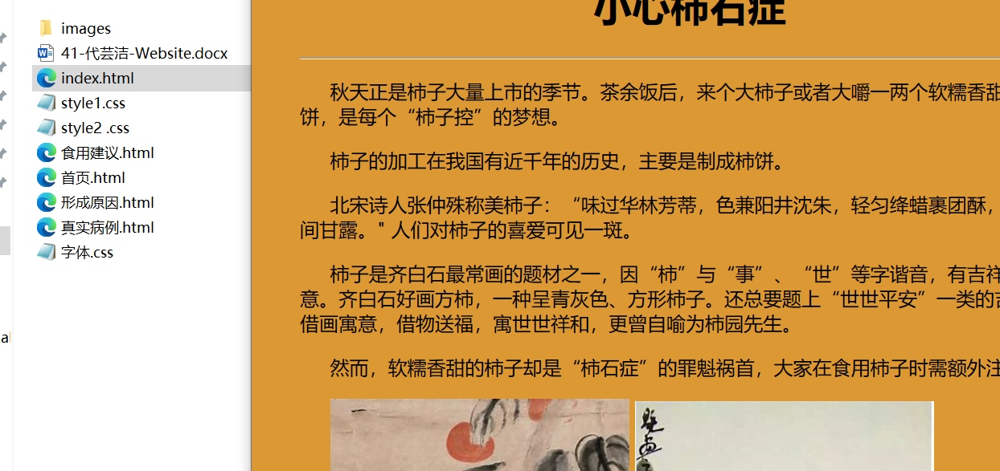 images
41-代芸洁-Website.docx
index.html
style1.css
style2 .css
食用建议.html
首页.html
形成原因.html
真实病例.html
字体.css
小心柿石症
秋天正是柿子大量上市的季节。茶余饭后，来个大柿子或者大嚼一两个软糯香甜
饼，是每个“柿子控”的梦想。
柿子的加工在我国有近千年的历史，主要是制成柿饼。
北宋诗人张仲殊称美柿子：“味过华林芳蒂，色兼阳井沈朱，轻匀绛蜡裹团酥，
间甘露。" 人们对柿子的喜爱可见一斑。
柿子是齐白石最常画的题材之一，因“柿”与“事”、“世”等字谐音，有吉祥
意。齐白石好画方柿，一种呈青灰色、方形柿子。还总要题上“世世平安”一类的吉
借画寓意，借物送福，寓世世祥和，更曾自喻为柿园先生。
然而，软糯香甜的柿子却是“柿石症”的罪魁祸首，大家在食用柿子时需额外注